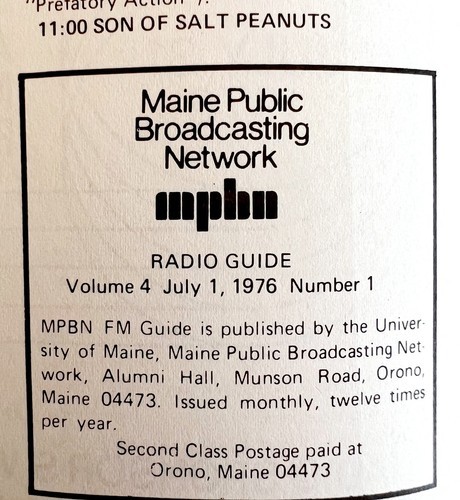 "Prefatory Action").
11:00 SON OF SALT PEANUTS
Maine Public
Broadcasting
Network
mpbn
RADIO GUIDE
Volume 4 July 1, 1976 Number 1
MPBN FM Guide is published by the Univer-
sity of Maine, Maine Public Broadcasting Net-
work, Alumni Hall, Munson Road, Orono,
Maine 04473. Issued monthly, twelve times
per year.
Second Class Postage paid at
Orono, Maine 04473